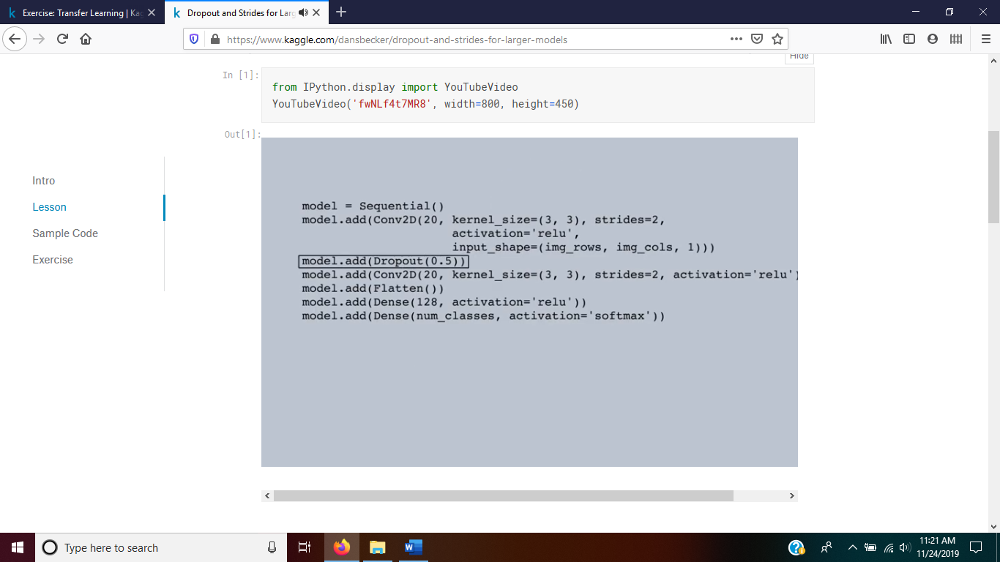 Exercise: Transfer Learning | Kag
Dropout and Strides for Larg
https://www.kaggle.com/dansbecker/dropout-and-strides-for-larger-models
Hide
In [1]:
from IPython.display import YouTubeVideo
YouTubeVideo('fwNLf4t7MR8', width=800, height=450)
Out[1]:
Intro
Lesson
Sample Code
Exercise
model = Sequential()
model.add(Conv2D(20, kernel_size=(3, 3), strides=2,
activation='relu',
input_shape=(img_rows, img_cols, 1)))
model.add(Dropout(0.5))
model.add(Conv2D(20, kernel_size=(3, 3), strides=2, activation='relu')
model.add(Flatten())
model.add(Dense(128, activation='relu'))
model.add(Dense(num_classes, activation='softmax'))
Type here to search
11:21 AM
11/24/2019